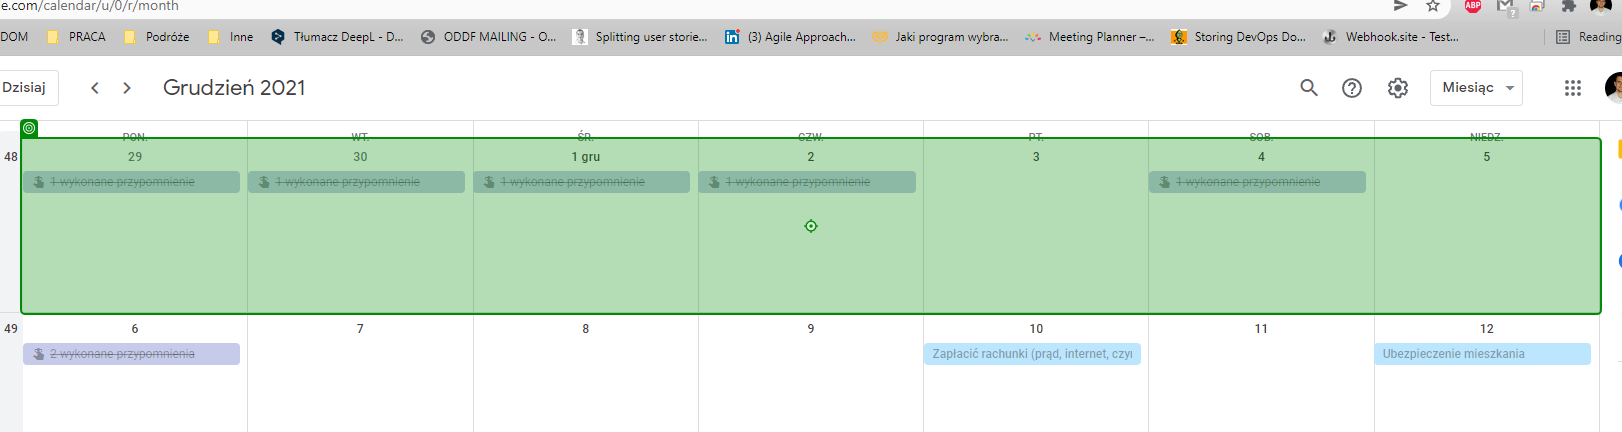 e.com/calendar/u/0/r/month
DOM PRACA Podróże Inne Tłumacz DeepL - D... ODDF MAILING - O... Splitting user storie... (3) Agile Approach... Jaki program wybra... Meeting Planner –... Storing DevOps Do... Webhook.site - Test... Reading
Dzisiaj Grudzień 2021 Miesiąc
PON. WT. ŚR. CZW. PT. SOB. NIEDZ.
48 29 30 1 gru 2 3 4 5
1 wykonane przypomnienie 1 wykonane przypomnienie 1 wykonane przypomnienie 1 wykonane przypomnienie 1 wykonane przypomnienie
49 6 7 8 9 10 11 12
2 wykonane przypomnienia Zapłacić rachunki (prąd, internet, czyn Ubezpieczenie mieszkania